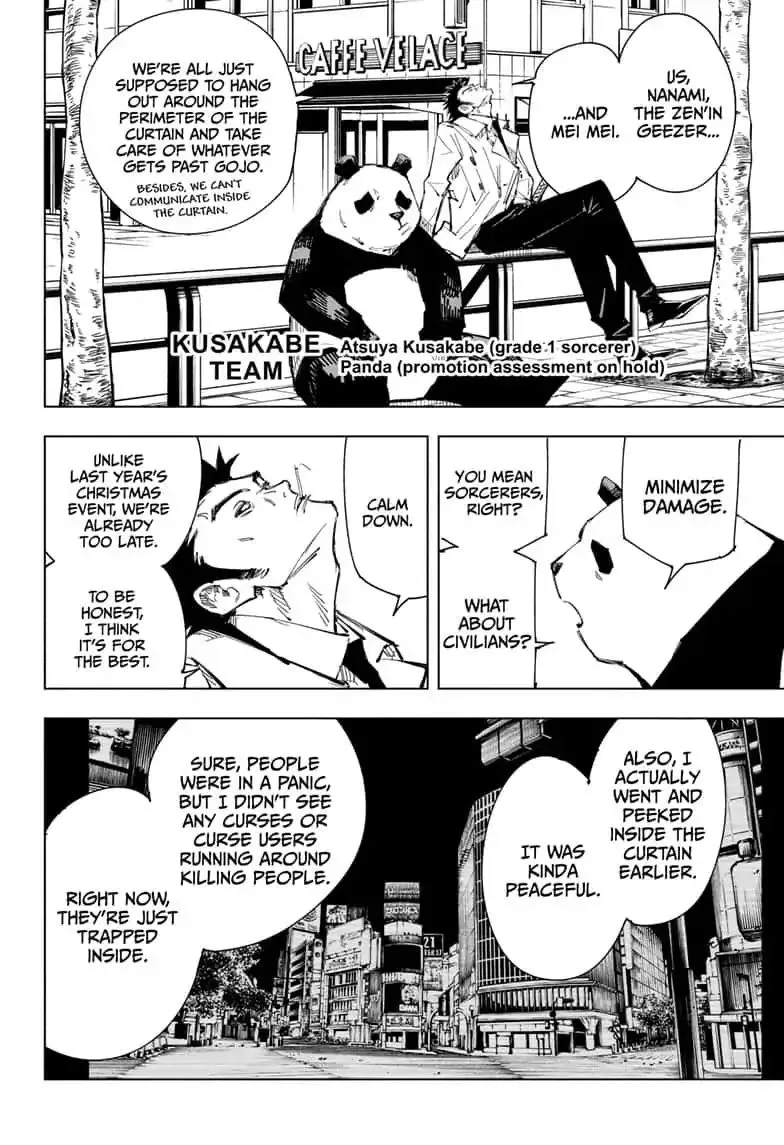 CAFFE VELACE
US,
NANAMI,
THE ZEN'IN
GEEZER...
...AND
MEI MEI.
WE'RE ALL JUST
SUPPOSED TO HANG
OUT AROUND THE
PERIMETER OF THE
CURTAIN AND TAKE
CARE OF WHATEVER
GETS PAST GOJO.
BESIDES, WE CAN'T
COMMUNICATE INSIDE
THE CURTAIN.
KUSAKABE
TEAM
Atsuya Kusakabe (grade 1 sorcerer)
Panda (promotion assessment on hold)
MINIMIZE
DAMAGE.
YOU MEAN
SORCERERS,
RIGHT?
WHAT
ABOUT
CIVILIANS?
CALM
DOWN.
UNLIKE
LAST YEAR'S
CHRISTMAS
EVENT, WE'RE
ALREADY
TOO LATE.
TO BE
HONEST,
I THINK
IT'S FOR
THE BEST.
ALSO, I
ACTUALLY
WENT AND
PEEKED
INSIDE THE
CURTAIN
EARLIER.
IT WAS
KINDA
PEACEFUL.
SURE, PEOPLE
WERE IN A PANIC,
BUT I DIDN'T SEE
ANY CURSES OR
CURSE USERS
RUNNING AROUND
KILLING PEOPLE.
RIGHT NOW,
THEY'RE JUST
TRAPPED
INSIDE.
21